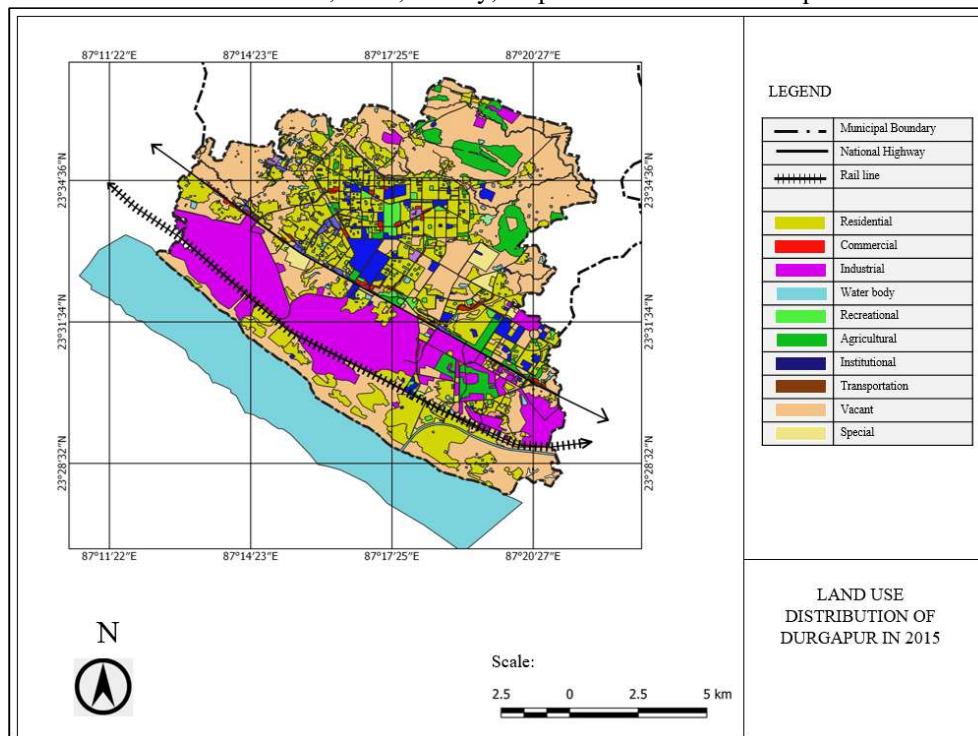 87°11'22"E 87°14'23"E 87°17'25"E 87°20'27"E
23°34'36"N 23°34'36"N
23°31'34"N 23°31'34"N
23°28'32"N 23°28'32"N
87°11'22"E 87°14'23"E 87°17'25"E 87°20'27"E
N
Scale:
2.5 0 2.5 5 km
LEGEND
Municipal Boundary
National Highway
Rail line
Residential
Commercial
Industrial
Water body
Recreational
Agricultural
Institutional
Transportation
Vacant
Special
LAND USE
DISTRIBUTION OF
DURGAPUR IN 2015